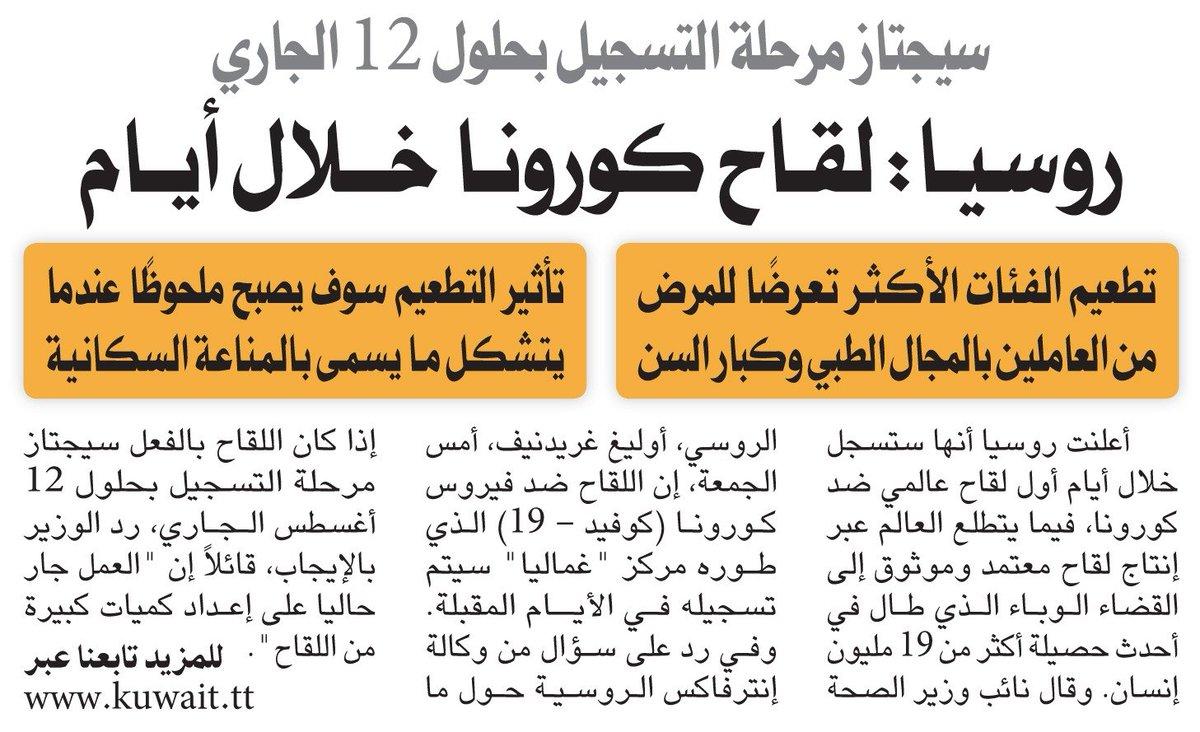 سيجتاز مرحلة التسجيل بحلول 12 الجاري
روسيا: لقاح كورونا خلال أيام
تطعيم الفئات الأكثر تعرضًا للمرض
من العاملين بالمجال الطبي وكبار السن
تأثير التطعيم سوف يصبح ملحوظًا عندما
يتشكل ما يسمى بالمناعة السكانية
أعلنت روسيا أنها ستسجل
خلال أيام أول لقاح عالمي ضد
كورونا، فيما يتطلع العالم عبر
إنتاج لقاح معتمد وموثوق إلى
القضاء الوباء الذي طال في
أحدث حصيلة أكثر من 19 مليون
إنسان. وقال نائب وزير الصحة
الروسي، أوليغ غريدنيف، أمس
الجمعة، إن اللقاح ضد فيروس
كورونا (كوفيد – 19) الذي
طوره مركز "غماليا" سيتم
تسجيله في الأيام المقبلة.
وفي رد على سؤال من وكالة
إنترفاكس الروسية حول ما
إذا كان اللقاح بالفعل سيجتاز
مرحلة التسجيل بحلول 12
أغسطس الجاري، رد الوزير
بالإيجاب، قائلاً إن "العمل جار
حاليا على إعداد كميات كبيرة
من اللقاح". للمزيد تابعنا عبر
www.kuwait.tt